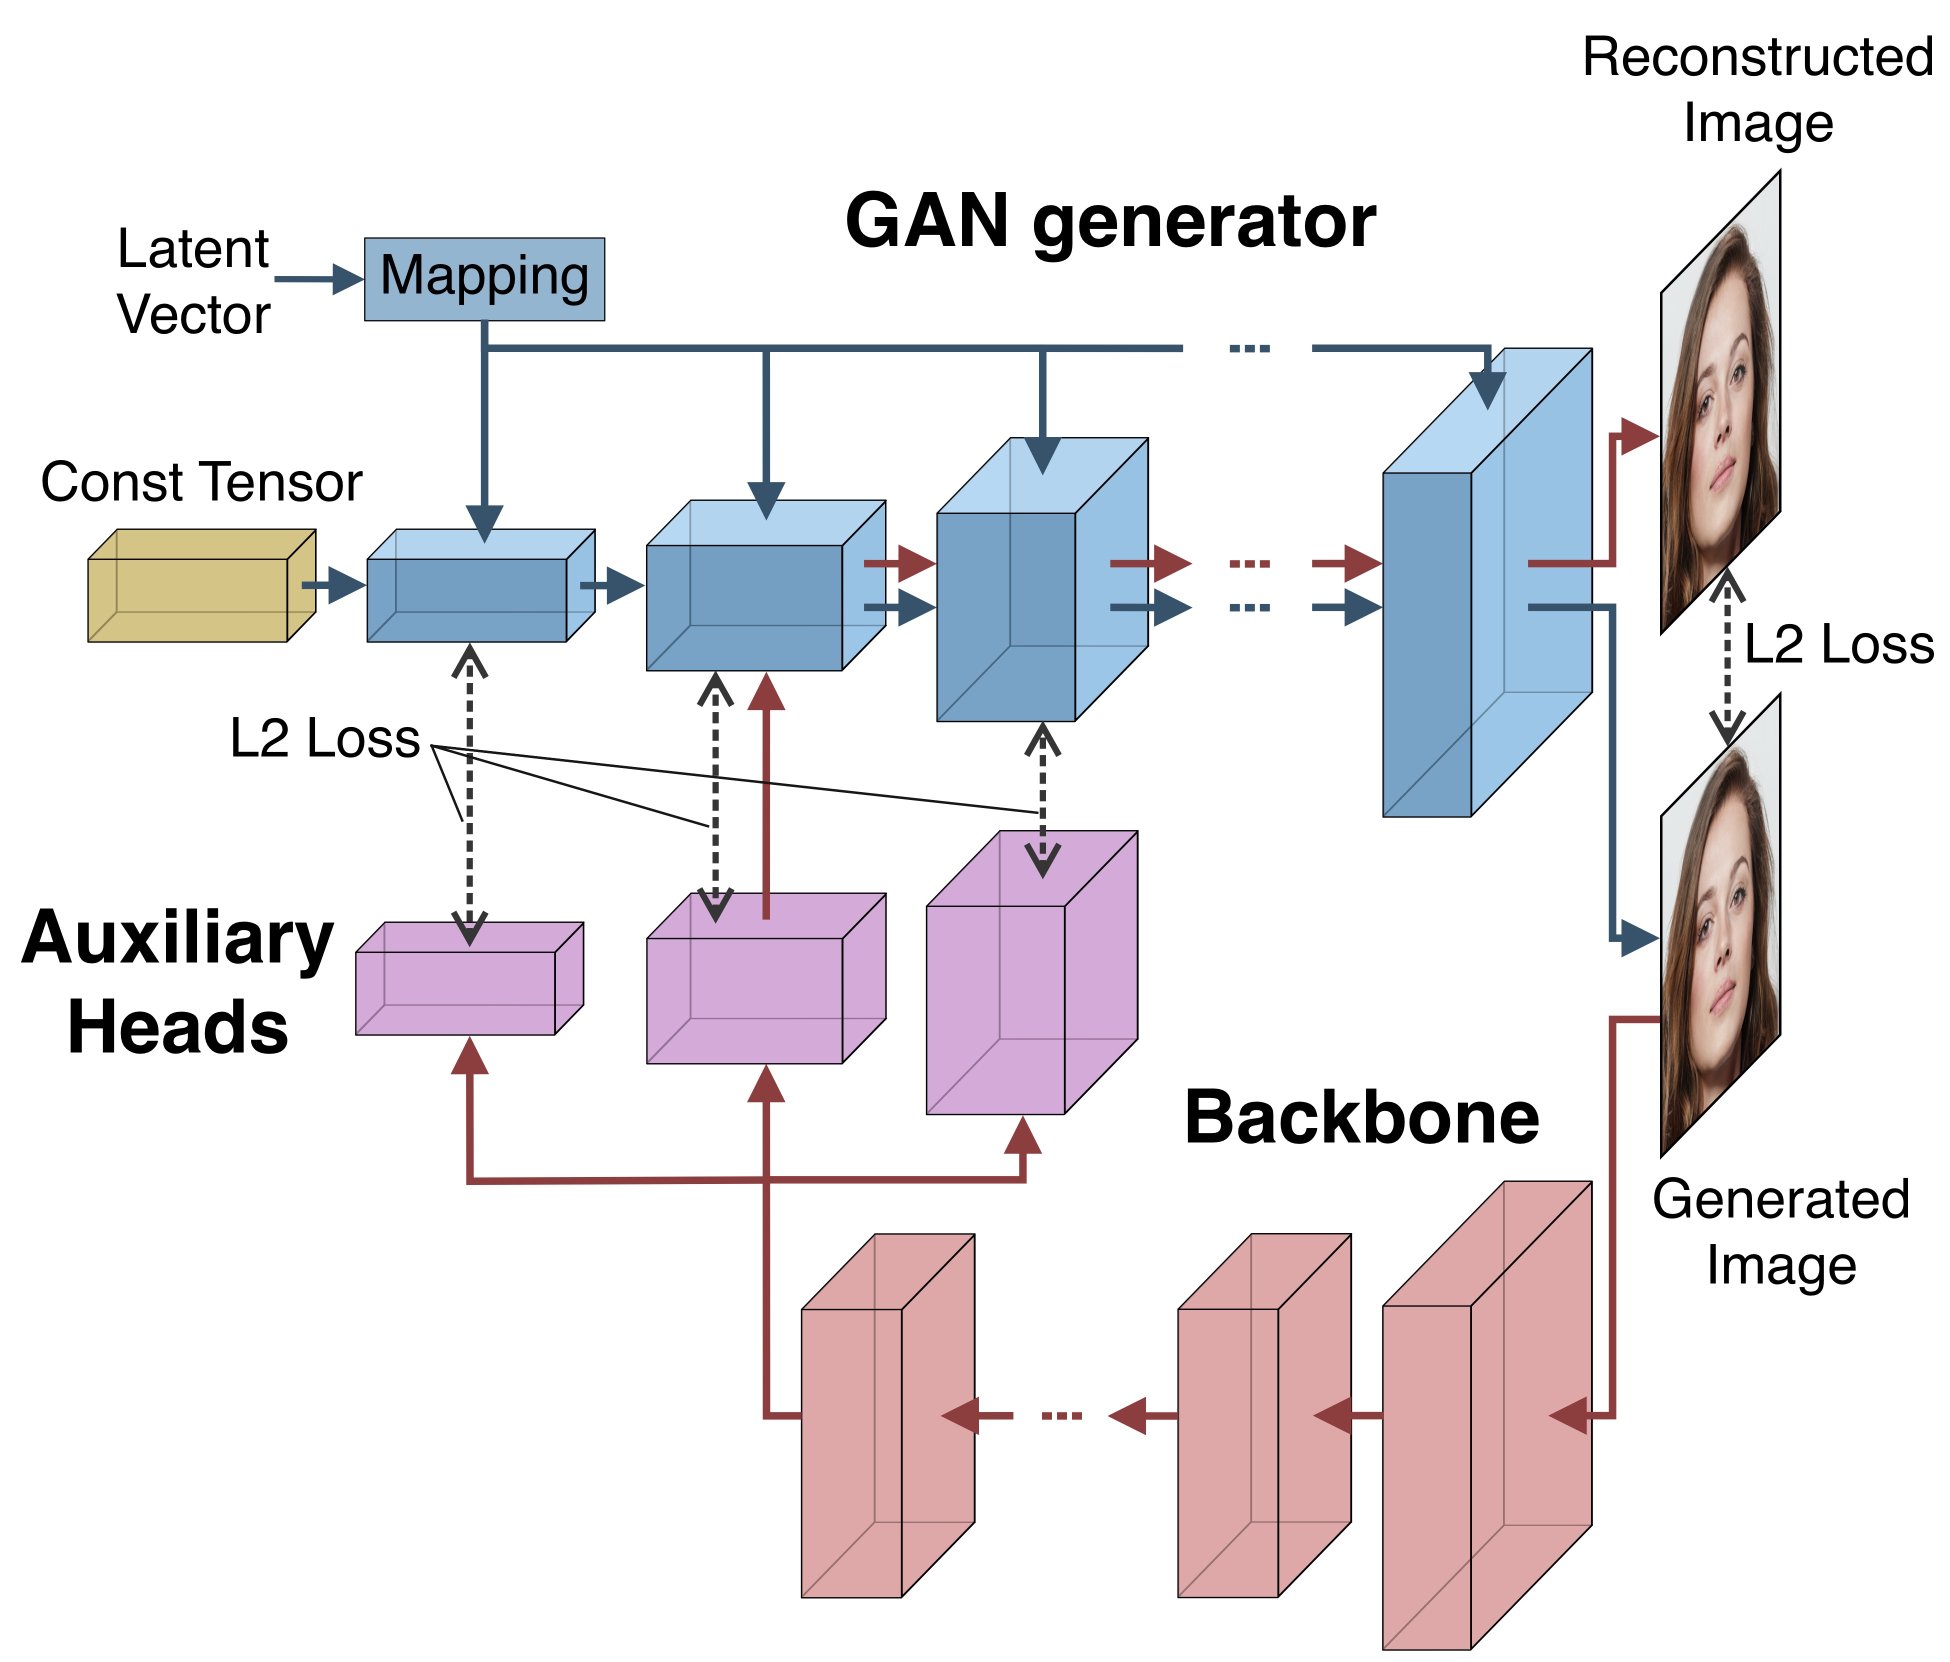 Reconstructed
Image
GAN generator
Latent
Vector
Mapping
Const Tensor
L2 Loss
L2 Loss
Auxiliary
Heads
Backbone
Generated
Image